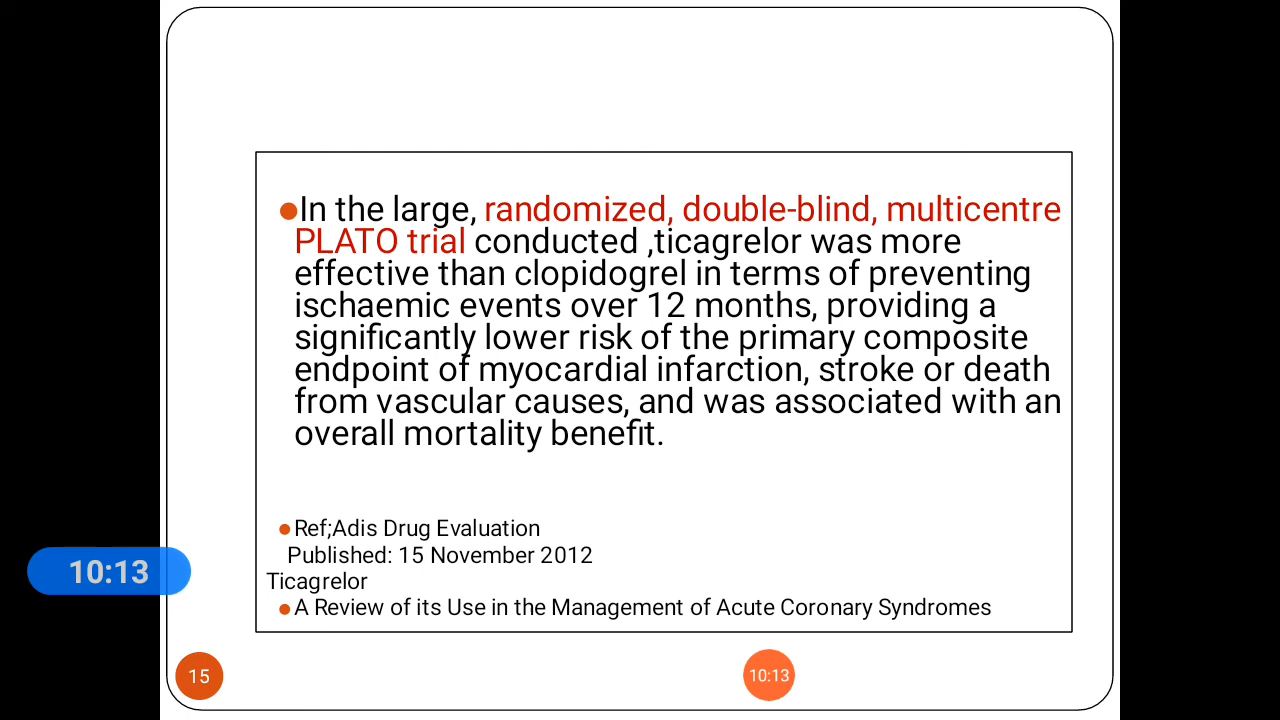 •In the large, randomized, double-blind, multicentre
PLATO trial conducted ,ticagrelor was more
effective than clopidogrel in terms of preventing
ischaemic events over 12 months, providing a
significantly lower risk of the primary composite
endpoint of myocardial infarction, stroke or death
from vascular causes, and was associated with an
overall mortality benefit.
•Ref;Adis Drug Evaluation
Published: 15 November 2012
Ticagrelor
•A Review of its Use in the Management of Acute Coronary Syndromes
10:13
15
10:13